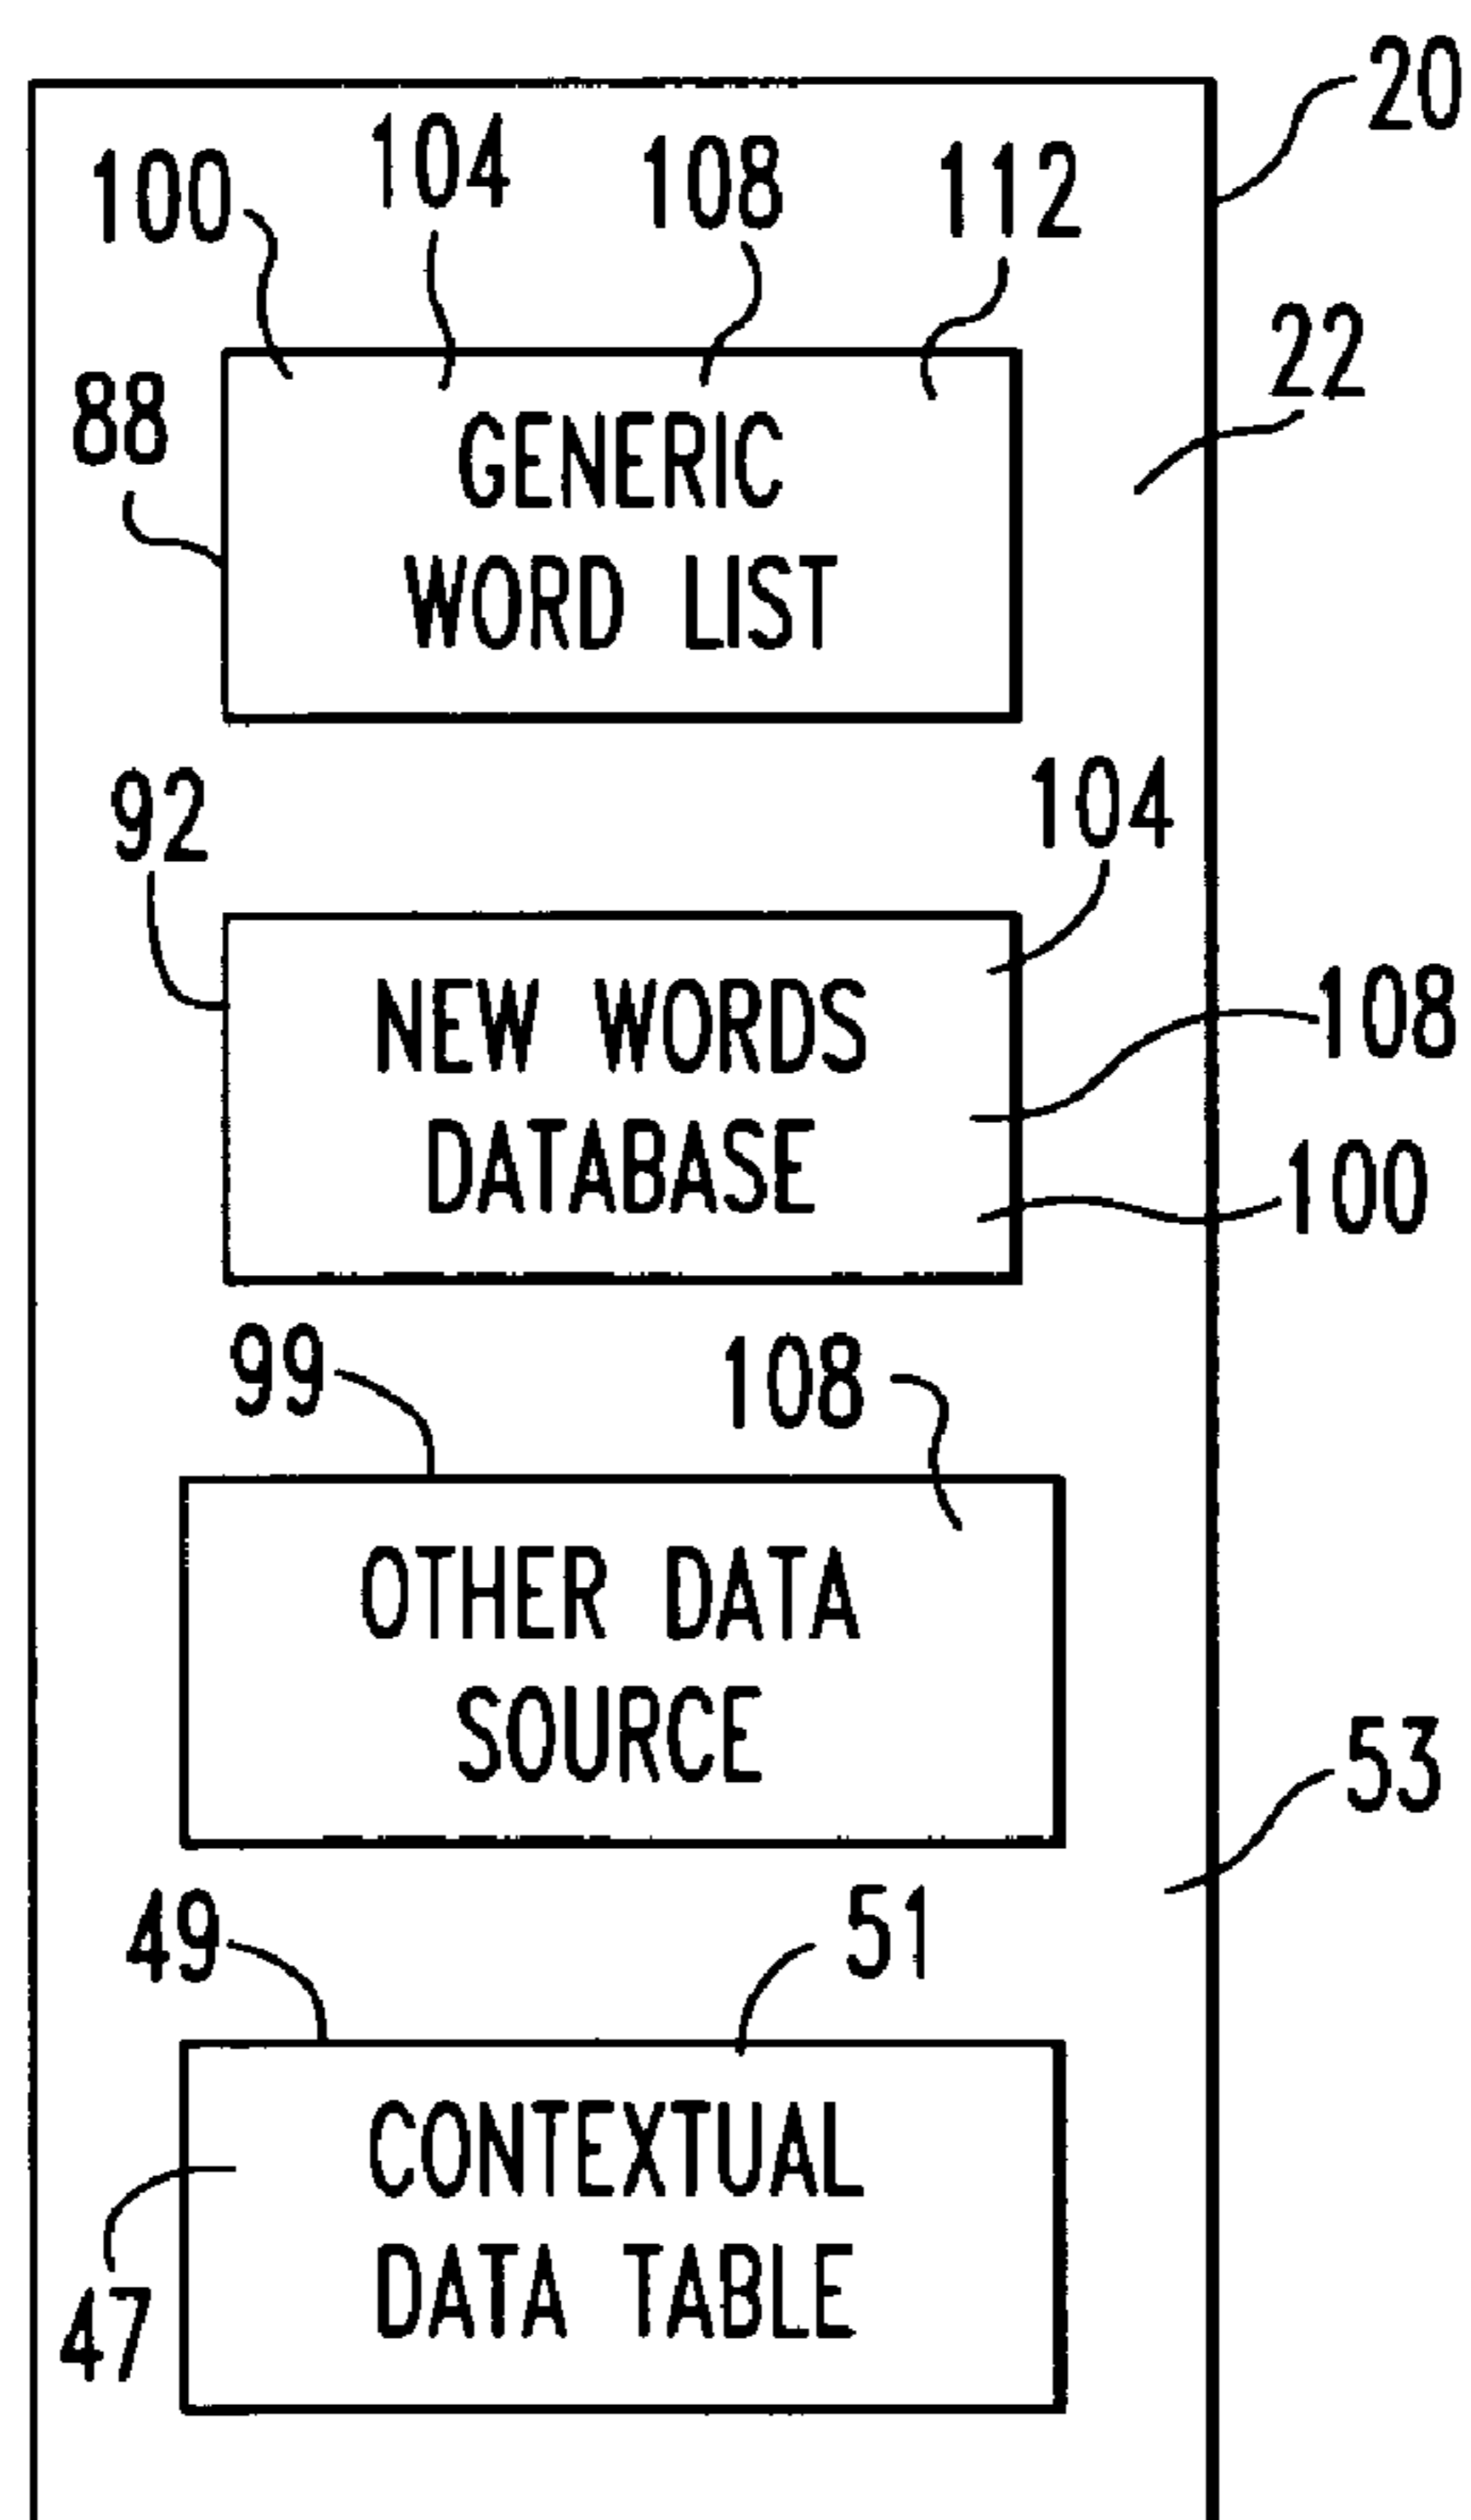 20
100 104 108 112
22
88
GENERIC
WORD LIST
92
104
NEW WORDS
108
DATABASE
100
99
108
OTHER DATA
SOURCE
53
49
51
CONTEXTUAL
DATA TABLE
47